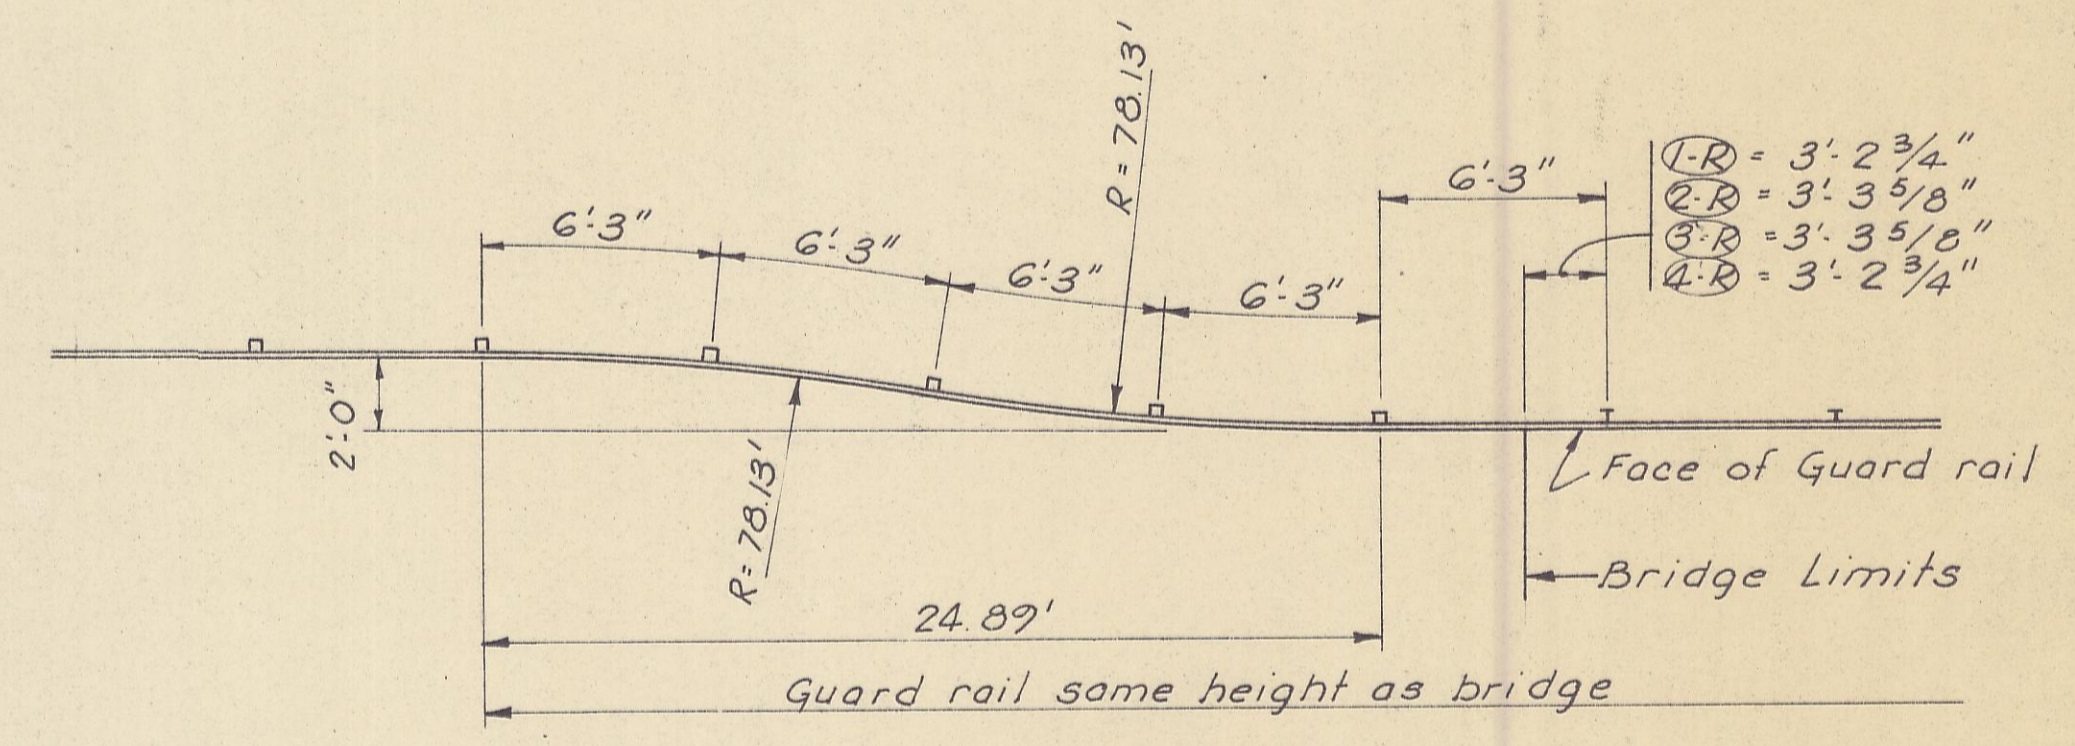 R = 78.13'
6'-3"
1-R = 3'- 2 3/4"
2-R = 3'- 3 5/8"
3-R = 3'- 3 5/8"
4-R = 3'- 2 3/4"
6'-3"
6'-3"
6'-3"
6'-3"
2'-0"
R = 78.13'
Face of Guard rail
Bridge Limits
24.89'
Guard rail same height as bridge